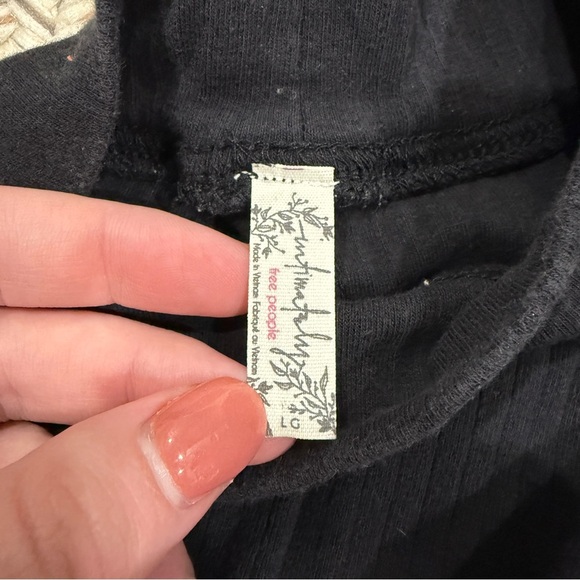 intimately
free people
Made in Vietnam Fabriqué au Vietnam
LG